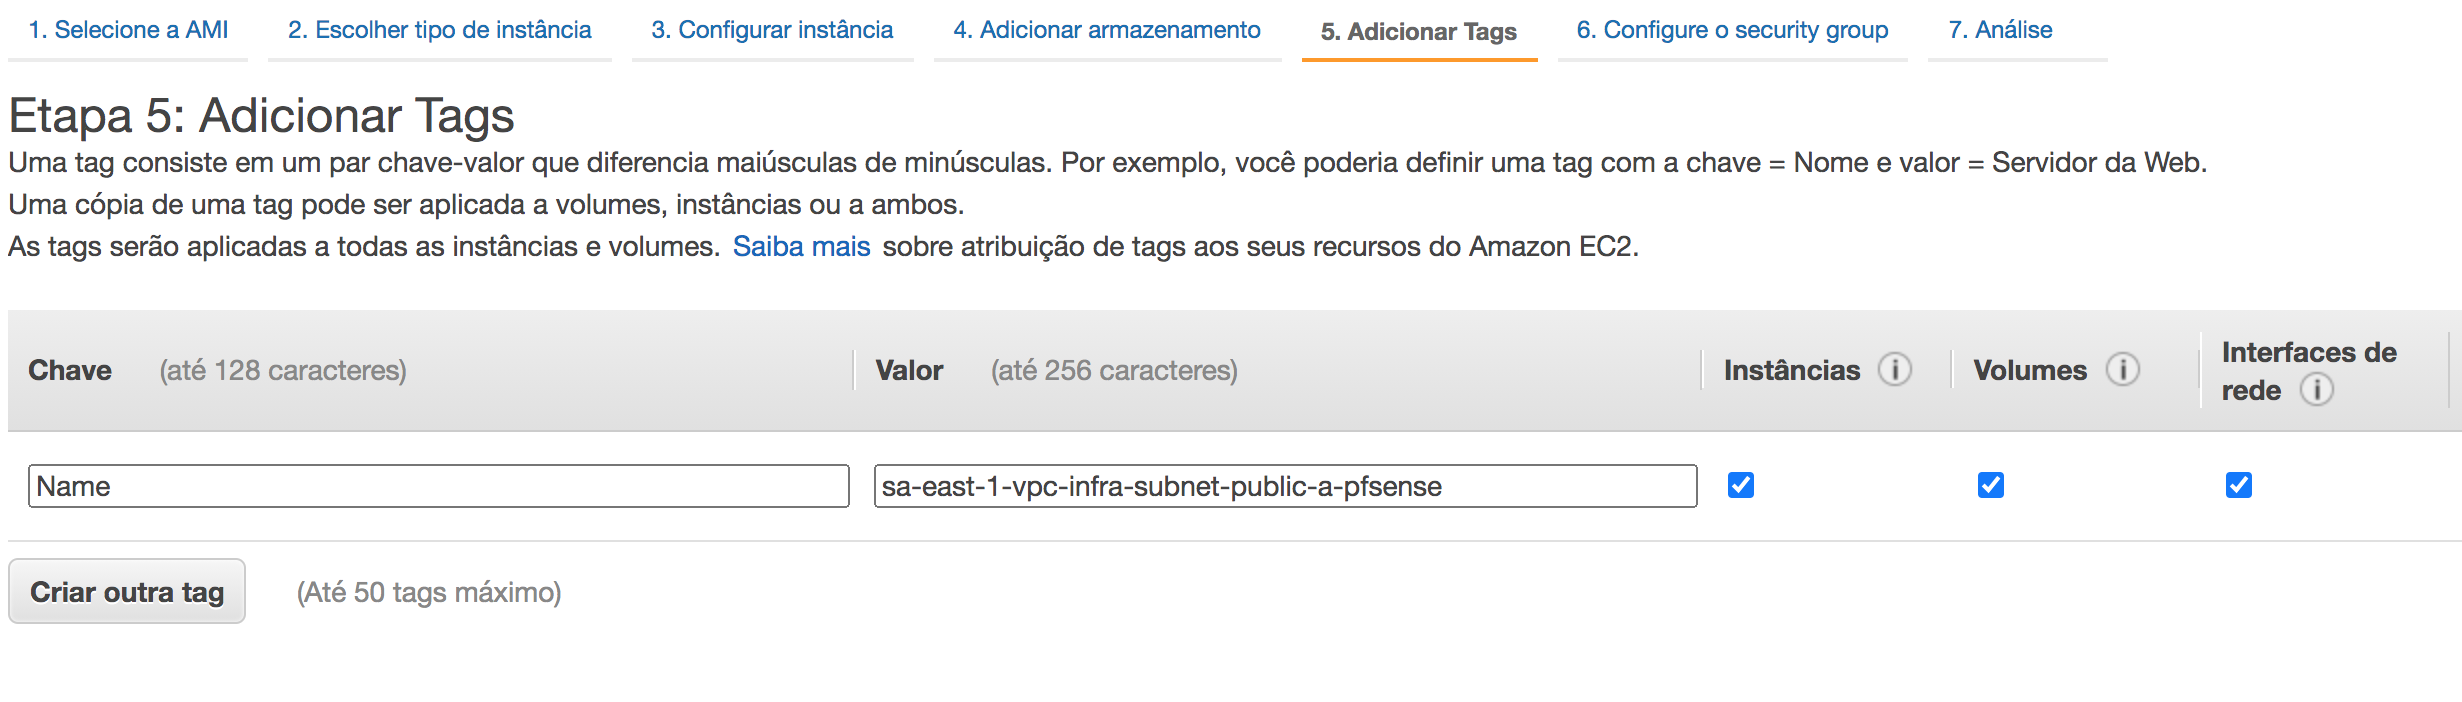 1. Selecione a AMI 2. Escolher tipo de instância 3. Configurar instância 4. Adicionar armazenamento 5. Adicionar Tags 6. Configure o security group 7. Análise
Etapa 5: Adicionar Tags
Uma tag consiste em um par chave-valor que diferencia maiúsculas de minúsculas. Por exemplo, você poderia definir uma tag com a chave = Nome e valor = Servidor da Web.
Uma cópia de uma tag pode ser aplicada a volumes, instâncias ou a ambos.
As tags serão aplicadas a todas as instâncias e volumes. Saiba mais sobre atribuição de tags aos seus recursos do Amazon EC2.
Chave (até 128 caracteres) Valor (até 256 caracteres) Instâncias i Volumes i Interfaces de
rede i
Name sa-east-1-vpc-infra-subnet-public-a-pfsense
Criar outra tag (Até 50 tags máximo)